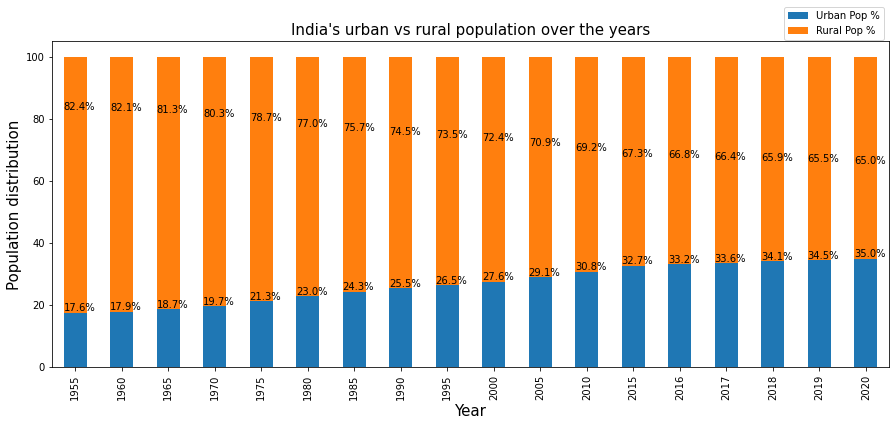 Urban Pop %
Rural Pop %
India's urban vs rural population over the years
Population distribution
100
80
60
40
20
0
82.4% 82.1% 81.3% 80.3% 78.7% 77.0% 75.7% 74.5% 73.5% 72.4% 70.9% 69.2% 67.3% 66.8% 66.4% 65.9% 65.5% 65.0%
17.6% 17.9% 18.7% 19.7% 21.3% 23.0% 24.3% 25.5% 26.5% 27.6% 29.1% 30.8% 32.7% 33.2% 33.6% 34.1% 34.5% 35.0%
1955 1960 1965 1970 1975 1980 1985 1990 1995 2000 2005 2010 2015 2016 2017 2018 2019 2020
Year